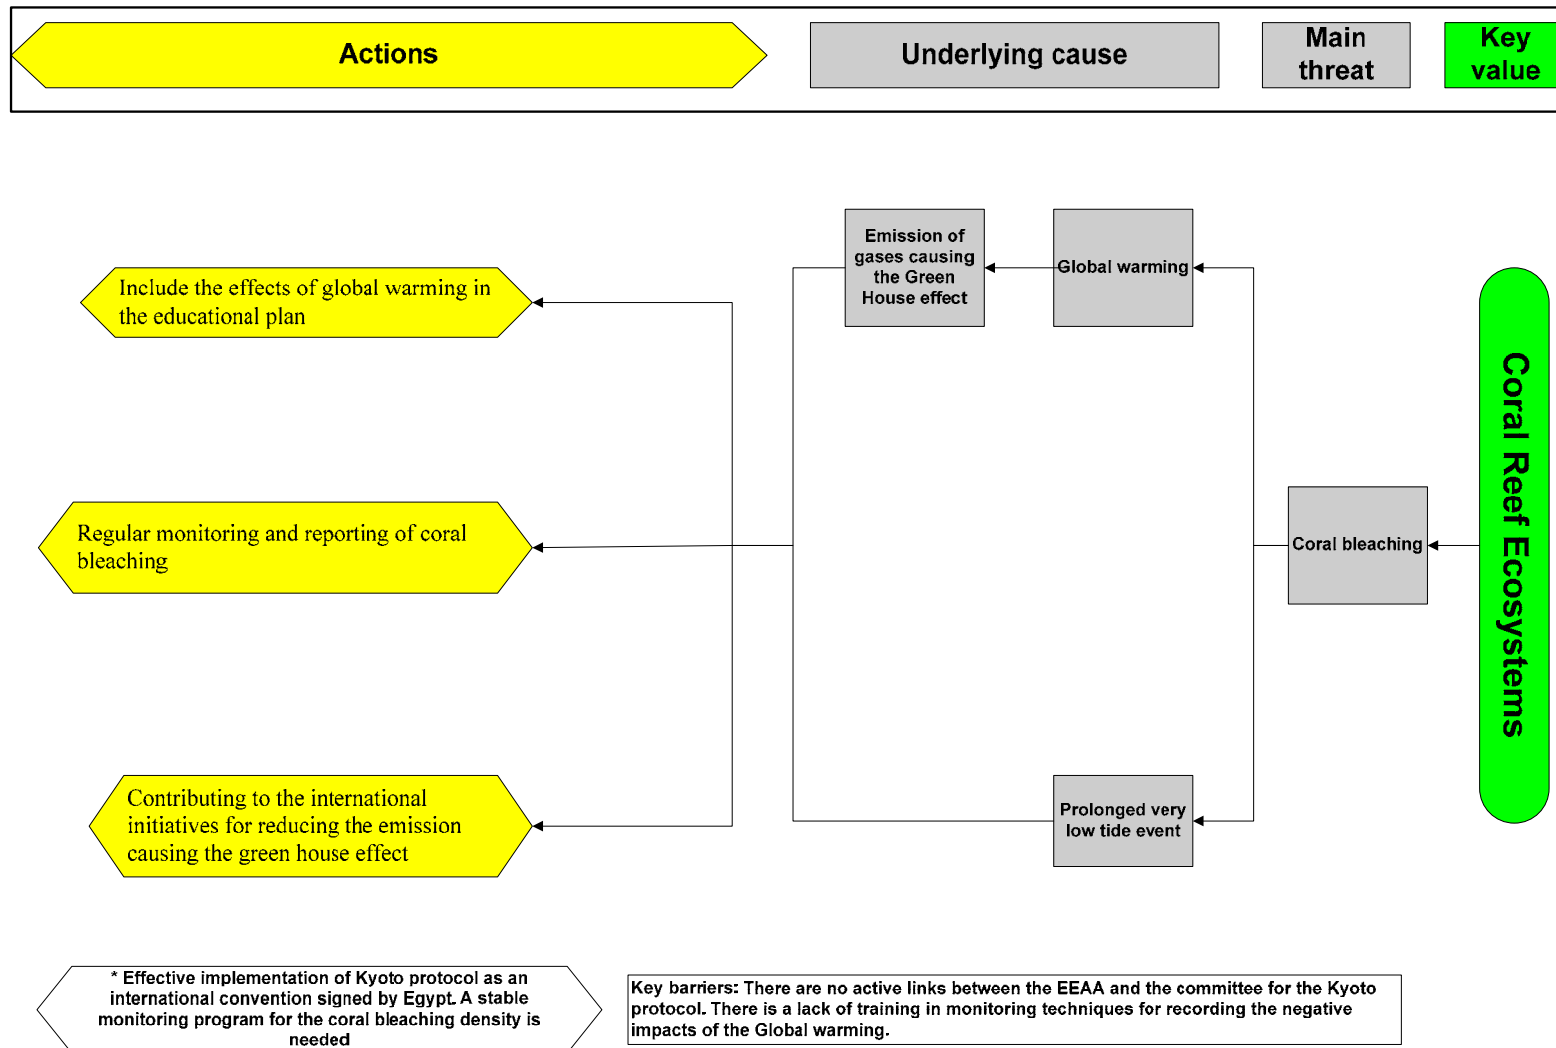 Actions
Underlying cause
Main
threat
Key
value
Emission of
gases causing
the Green
House effect
Global warming
Include the effects of global warming in
the educational plan
Coral Reef Ecosystems
Regular monitoring and reporting of coral
bleaching
Coral bleaching
Contributing to the international
initiatives for reducing the emission
causing the green house effect
Prolonged very
low tide event
* Effective implementation of Kyoto protocol as an
international convention signed by Egypt. A stable
monitoring program for the coral bleaching density is
needed
Key barriers: There are no active links between the EEAA and the committee for the Kyoto
protocol. There is a lack of training in monitoring techniques for recording the negative
impacts of the Global warming.